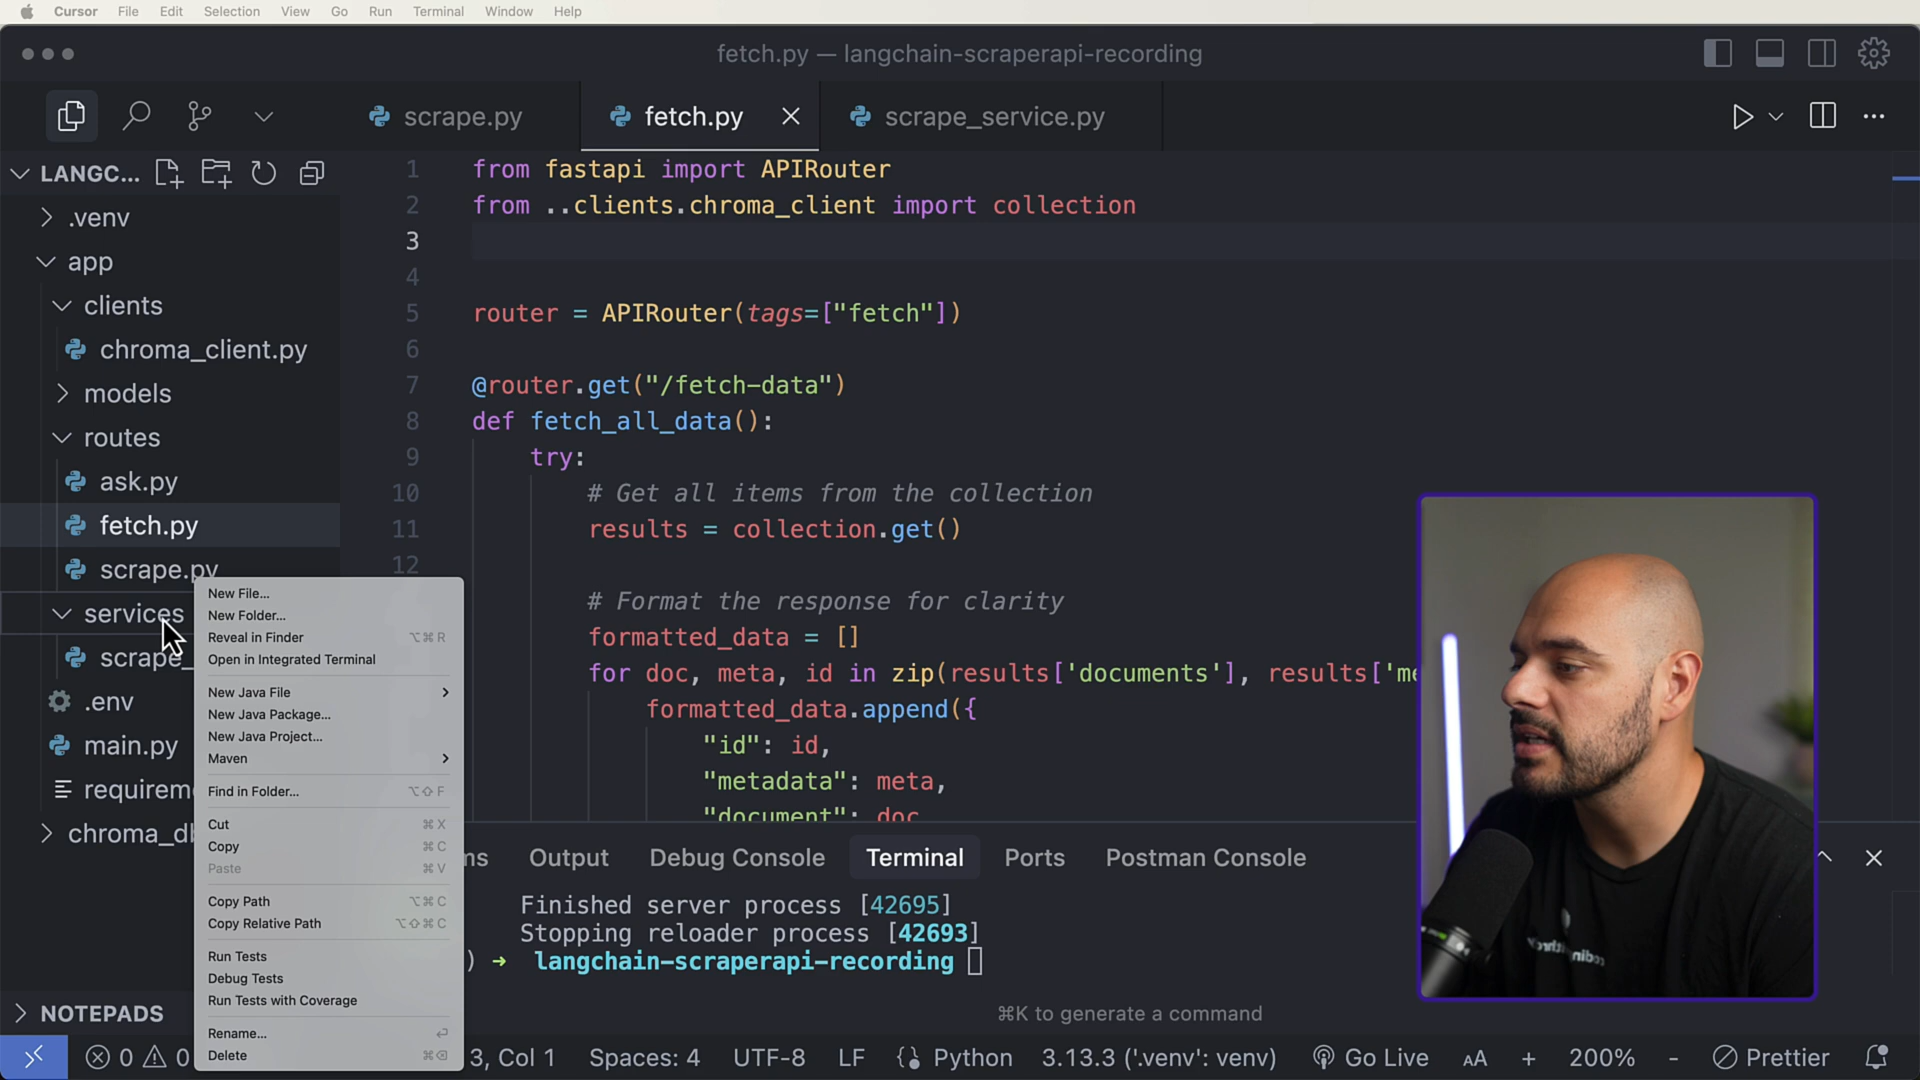 Cursor File Edit Selection View Go Run Terminal Window Help
fetch.py — langchain-scraperapi-recording
scrape.py
fetch.py
scrape_service.py
LANGC...
.venv
app
clients
chroma_client.py
models
routes
ask.py
fetch.py
scrape.py
services
scrape_
.env
main.py
requirem
chroma_db
NOTEPADS
1 from fastapi import APIRouter
2 from ..clients.chroma_client import collection
3
4
5 router = APIRouter(tags=["fetch"])
6
7 @router.get("/fetch-data")
8 def fetch_all_data():
9 try:
10 # Get all items from the collection
11 results = collection.get()
12
# Format the response for clarity
formatted_data = []
for doc, meta, id in zip(results['documents'], results['me
formatted_data.append({
"id": id,
"metadata": meta,
"document": doc
New File...
New Folder...
Reveal in Finder ⌥⌘R
Open in Integrated Terminal
New Java File
New Java Package...
New Java Project...
Maven
Find in Folder... ⌥⇧F
Cut ⌘X
Copy ⌘C
Paste ⌘V
Copy Path ⌥⌘C
Copy Relative Path ⌥⇧⌘C
Run Tests
Debug Tests
Run Tests with Coverage
Rename...
Delete
ms Output Debug Console Terminal Ports Postman Console
Finished server process [42695]
Stopping reloader process [42693]
) ➜ langchain-scraperapi-recording
⌘K to generate a command
0 0 3, Col 1 Spaces: 4 UTF-8 LF {} Python 3.13.3 ('.venv': venv) Go Live AA + 200% - Prettier